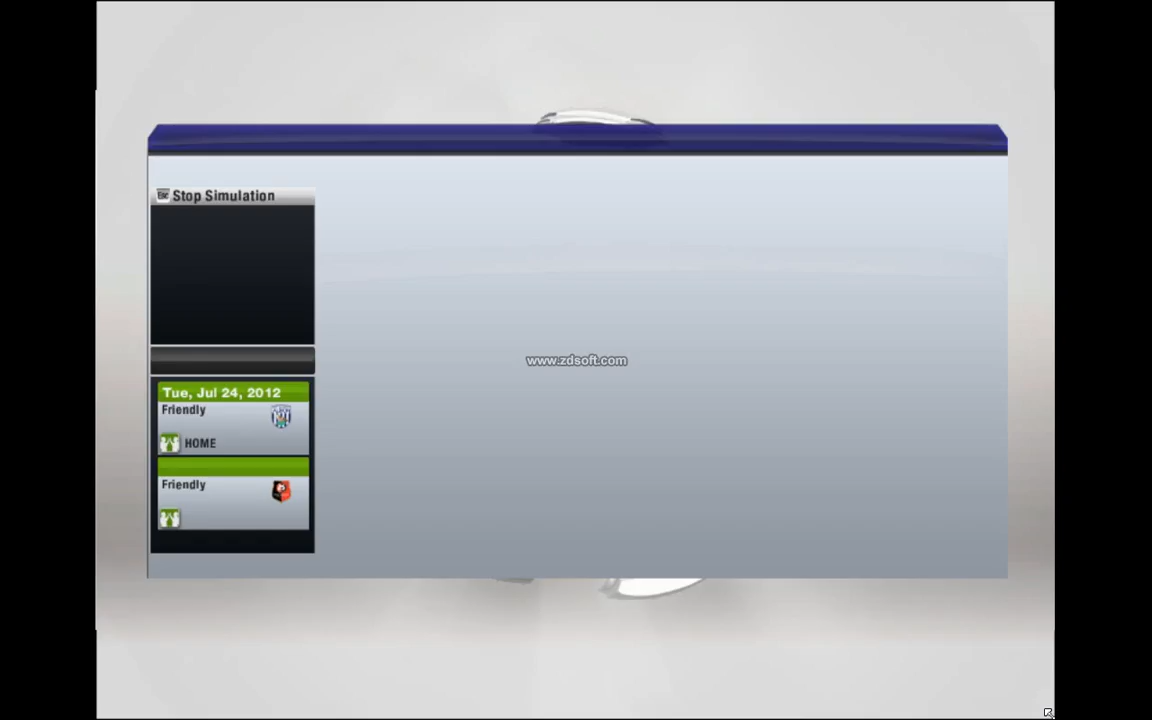 Stop Simulation
www.zdsoft.com
Tue, Jul 24, 2012
Friendly
HOME
Friendly